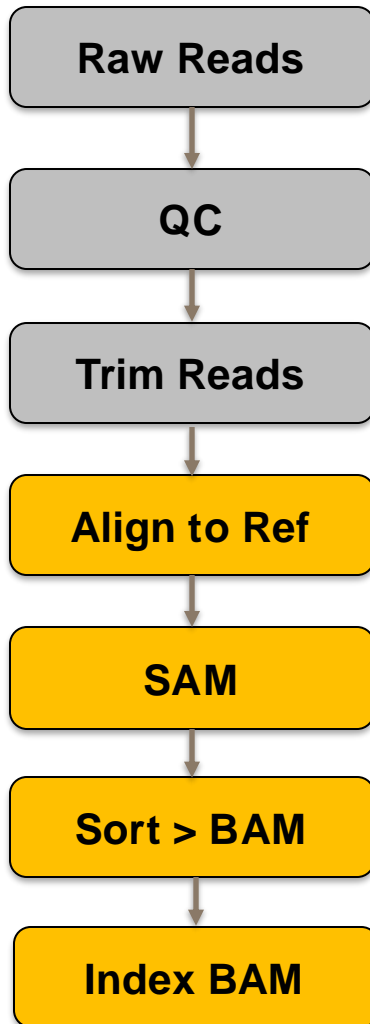 Raw Reads
QC
Trim Reads
Align to Ref
SAM
Sort > BAM
Index BAM